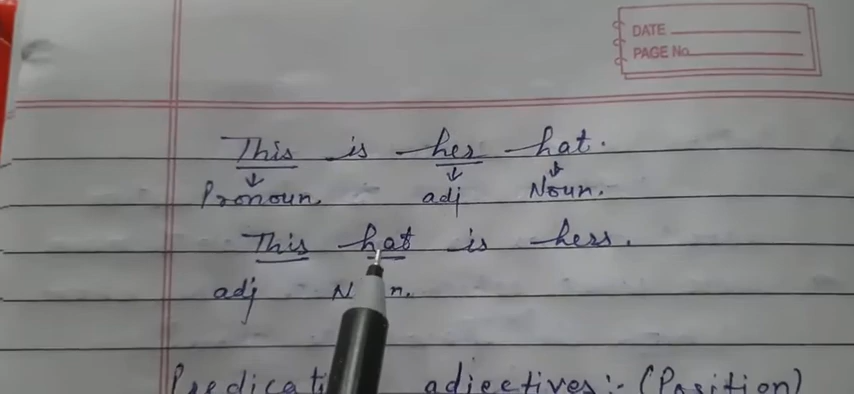 DATE
PAGE No
This is her hat.
Pronoun. adj Noun.
This hat is hers.
adj
adjectives:- (Position)